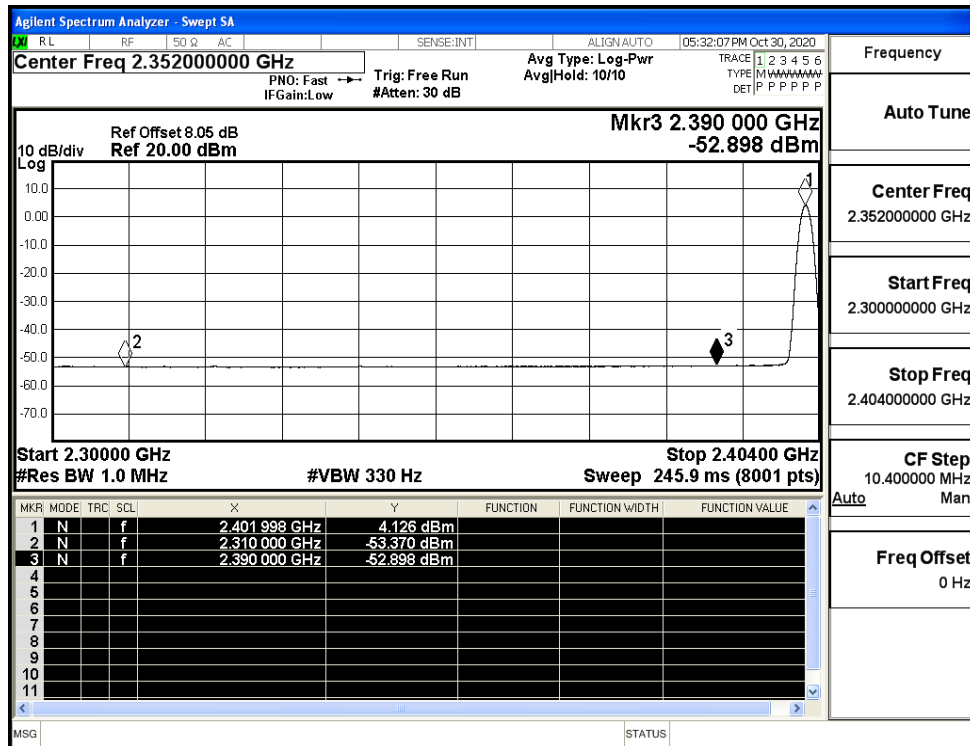 Agilent Spectrum Analyzer - Swept SA
LXI RL RF 50 Ω AC SENSE:INT ALIGN AUTO 05:32:07 PM Oct 30, 2020
Center Freq 2.352000000 GHz
PNO: Fast
IFGain:Low
Trig: Free Run
#Atten: 30 dB
Avg Type: Log-Pwr
Avg|Hold: 10/10
TRACE 1 2 3 4 5 6
TYPE M W W W W W
DET P P P P P P
Ref Offset 8.05 dB
10 dB/div Ref 20.00 dBm
Log
Mkr3 2.390 000 GHz
-52.898 dBm
10.0
0.00
-10.0
-20.0
-30.0
-40.0
-50.0
-60.0
-70.0
1
2
3
Start 2.30000 GHz Stop 2.40400 GHz
#Res BW 1.0 MHz #VBW 330 Hz Sweep 245.9 ms (8001 pts)
MKR MODE TRC SCL X Y FUNCTION FUNCTION WIDTH FUNCTION VALUE
1 N f 2.401 998 GHz 4.126 dBm
2 N f 2.310 000 GHz -53.370 dBm
3 N f 2.390 000 GHz -52.898 dBm
4
5
6
7
8
9
10
11
MSG STATUS
Frequency
Auto Tune
Center Freq
2.352000000 GHz
Start Freq
2.300000000 GHz
Stop Freq
2.404000000 GHz
CF Step
10.400000 MHz
Auto Man
Freq Offset
0 Hz